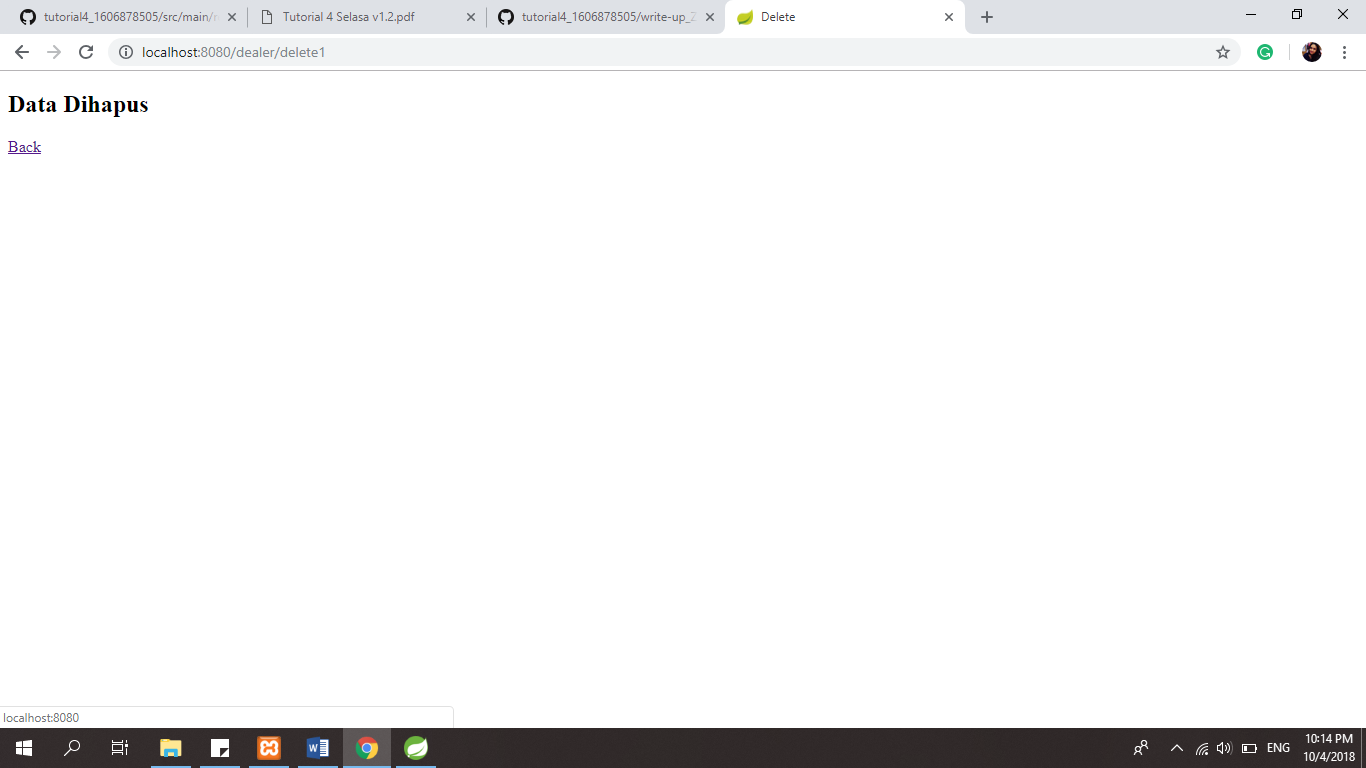 tutorial4_1606878505/src/main/r
Tutorial 4 Selasa v1.2.pdf
tutorial4_1606878505/write-up_Z
Delete
localhost:8080/dealer/delete1
Data Dihapus
Back
localhost:8080
ENG
10:14 PM
10/4/2018